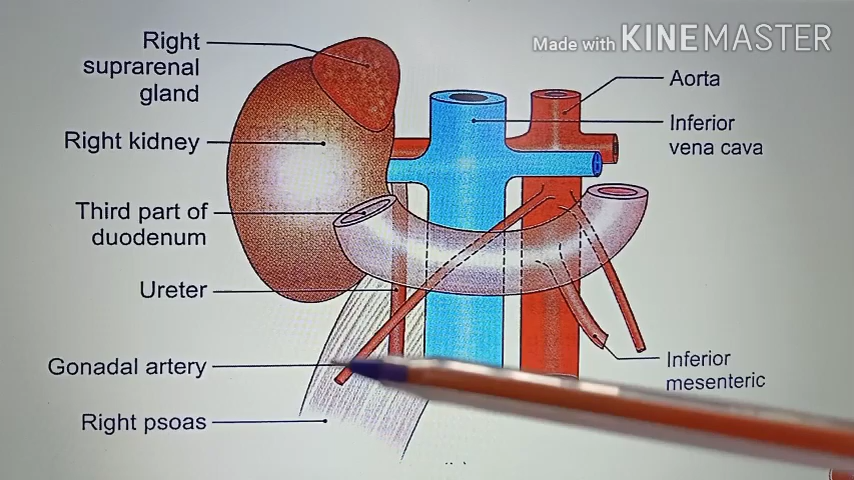 Made with KINEMASTER
Right
suprarenal
gland
Right kidney
Third part of
duodenum
Ureter
Gonadal artery
Right psoas
Aorta
Inferior
vena cava
Inferior
mesenteric